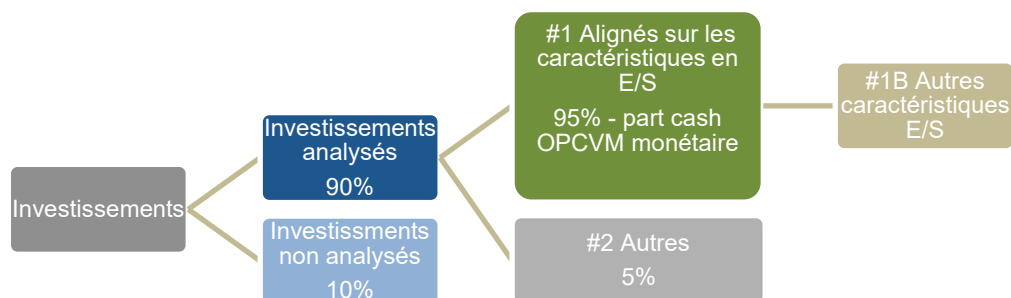 Investissements
Investissements
analysés
90%
Investissments
non analysés
10%
#1 Alignés sur les
caractéristiques en
E/S
95% - part cash
OPCVM monétaire
#2 Autres
5%
#1B Autres
caractéristiques
E/S